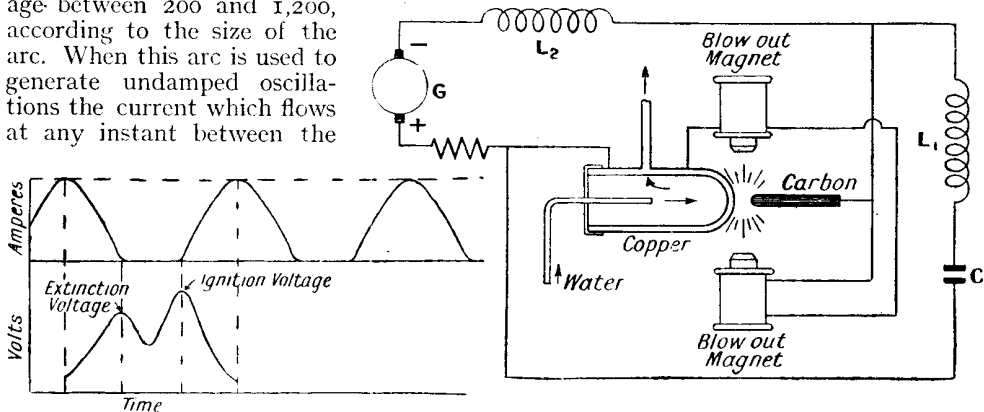 age between 200 and 1,200,
according to the size of the
arc. When this arc is used to
generate undamped oscilla-
tions the current which flows
at any instant between the
−
G
+
L₂
Blow out
Magnet
L₁
Carbon
Copper
Water
C
Blow out
Magnet
Amperes
Extinction
Voltage
Ignition Voltage
Volts
Time